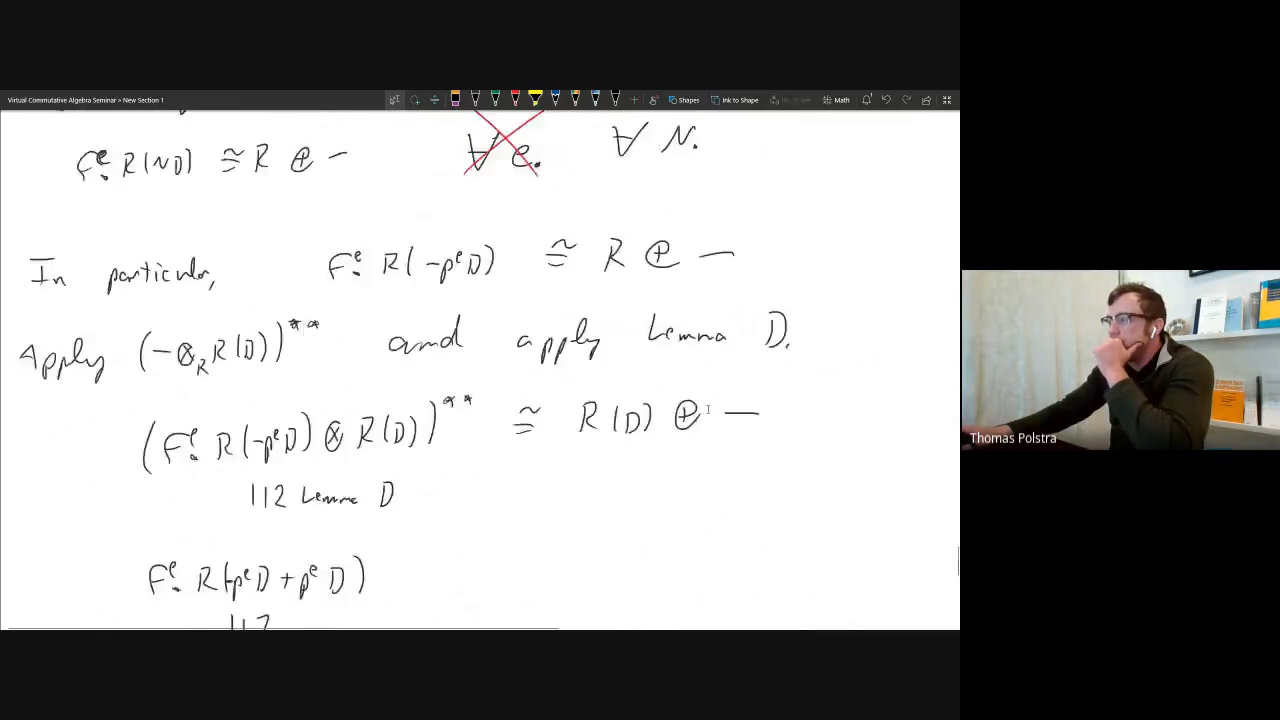 Virtual Commutative Algebra Seminar > New Section 1
Shapes Ink to Shape Math
F^e_* R(ND) ≅ R ⊕ — ∀ e. ∀ N.
In particular, F^e_* R(-p^e D) ≅ R ⊕ —
Apply (- ⊗_R R(D))^** and apply Lemma D.
(F^e_* R(-p^e D) ⊗ R(D))^** ≅ R(D) ⊕ —
112 Lemma D
F^e_* R(-p^e D + p^e D)
Thomas Polstra